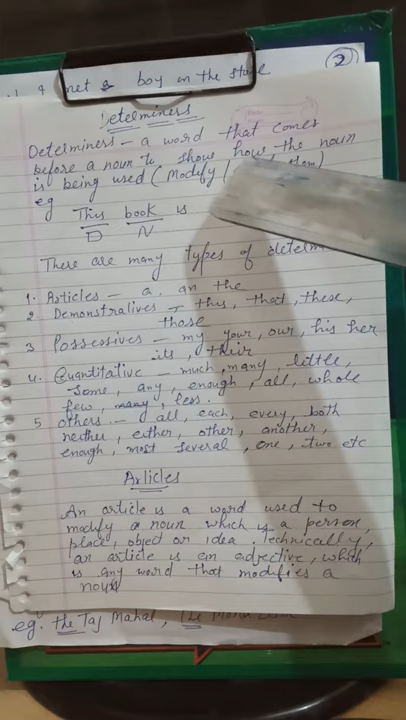 met a boy in the
2
Determiners
Determiners - a word that comes
before a noun to show how the noun
is being used (Modify
eg This book is
D N
There are many types of determ
1. Articles - a, an the
2 Demonstratives - this, that, these,
those
3 Possessives - my your, our, his her
its, their
4. Quantitative - much, many, little,
some, any, enough, all, whole
few, many, less.
5 others - all, each, every, both
neither, either, other, another,
enough, most several, one, two etc
Articles
An article is a word used to
modify a noun which is a person,
place, object or idea. Technically,
an article is an adjective, which
is any word that modifies a
noun
eg. the Taj Mahal, The